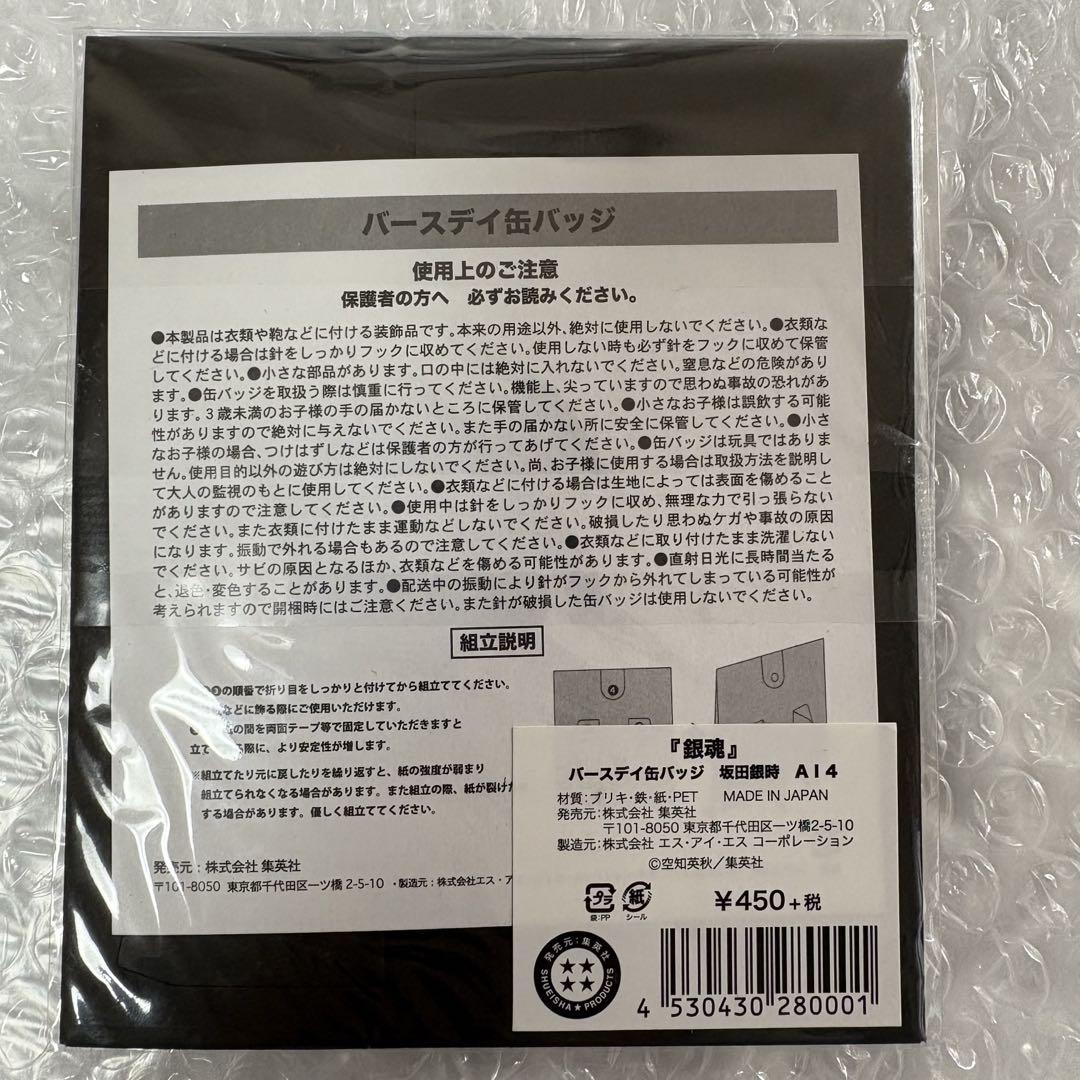 バースデイ缶バッジ
使用上のご注意
保護者の方へ 必ずお読みください。
●本製品は衣類や鞄などに付ける装飾品です。本来の用途以外、絶対に使用しないでください。●衣類な
どに付ける場合は針をしっかりフックに収めてください。使用しない時も必ず針をフックに収めて保管
してください。●小さな部品があります。口の中には絶対に入れないでください。窒息などの危険があり
ます。●缶バッジを取扱う際は慎重に行ってください。機能上、尖っていますので思わぬ事故の恐れがあ
ります。3歳未満のお子様の手の届かないところに保管してください。●小さなお子様は誤飲する可能
性がありますので絶対に与えないでください。また手の届かない所に安全に保管してください。●小さ
なお子様の場合、つけはずしなどは保護者の方が行ってあげてください。●缶バッジは玩具ではありま
せん。使用目的以外の遊び方は絶対にしないでください。尚、お子様に使用する場合は取扱方法を説明し
て大人の監視のもとに使用してください。●衣類などに付ける場合は生地によっては表面を傷めること
がありますので注意してください。●使用中は針をしっかりフックに収め、無理な力で引っ張らない
でください。また衣類に付けたまま運動などしないでください。破損したり思わぬケガや事故の原因
になります。振動で外れる場合もあるので注意してください。●衣類などに取り付けたまま洗濯しない
でください。サビの原因となるほか、衣類などを傷める可能性があります。●直射日光に長時間当たる
と、退色・変色することがあります。●配送中の振動により針がフックから外れてしまっている可能性が
考えられますので開梱時にはご注意ください。また針が破損した缶バッジは使用しないでください。
組立説明
❸の順番で折り目をしっかりと付けてから組立ててください。
などに飾る際にご使用いただけます。
の間を両面テープ等で固定していただきますと
立て る際に、より安定性が増します。
※組立てたり元に戻したりを繰り返すと、紙の強度が弱まり
組立てられなくなる場合があります。また組立の際、紙が裂けた
する場合があります。優しく組立ててください。
❹
発売元：株式会社 集英社
〒101-8050 東京都千代田区一ツ橋 2-5-10 ・製造元：株式会社エス・ア
『銀魂』
バースデイ缶バッジ 坂田銀時 A14
材質：ブリキ・鉄・紙・PET MADE IN JAPAN
発売元：株式会社 集英社
〒101-8050 東京都千代田区一ツ橋2-5-10
製造元：株式会社 エス・アイ・エス コーポレーション
©空知英秋／集英社
プラ
袋：PP
紙
シール
¥450＋税
発売元：集英社
SHUEISHA★PRODUCTS
4 530430 280001